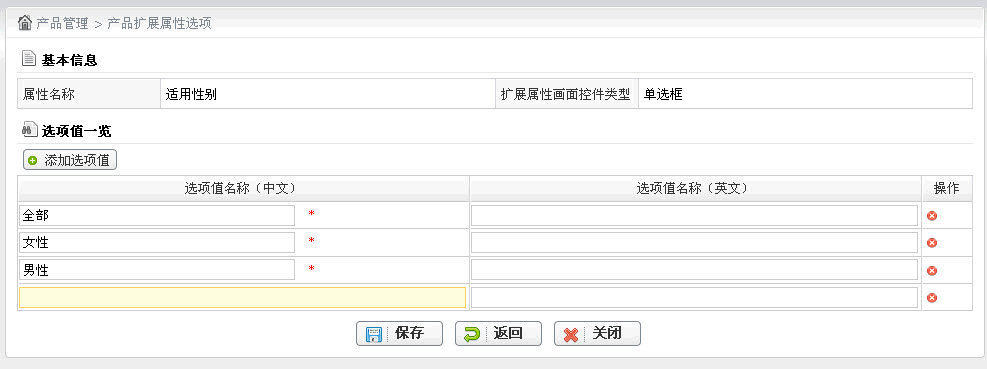 产品管理 > 产品扩展属性选项
基本信息
属性名称 适用性别 扩展属性画面控件类型 单选框
选项值一览
添加选项值
选项值名称（中文） 选项值名称（英文） 操作
全部 *
女性 *
男性 *
保存 返回 关闭